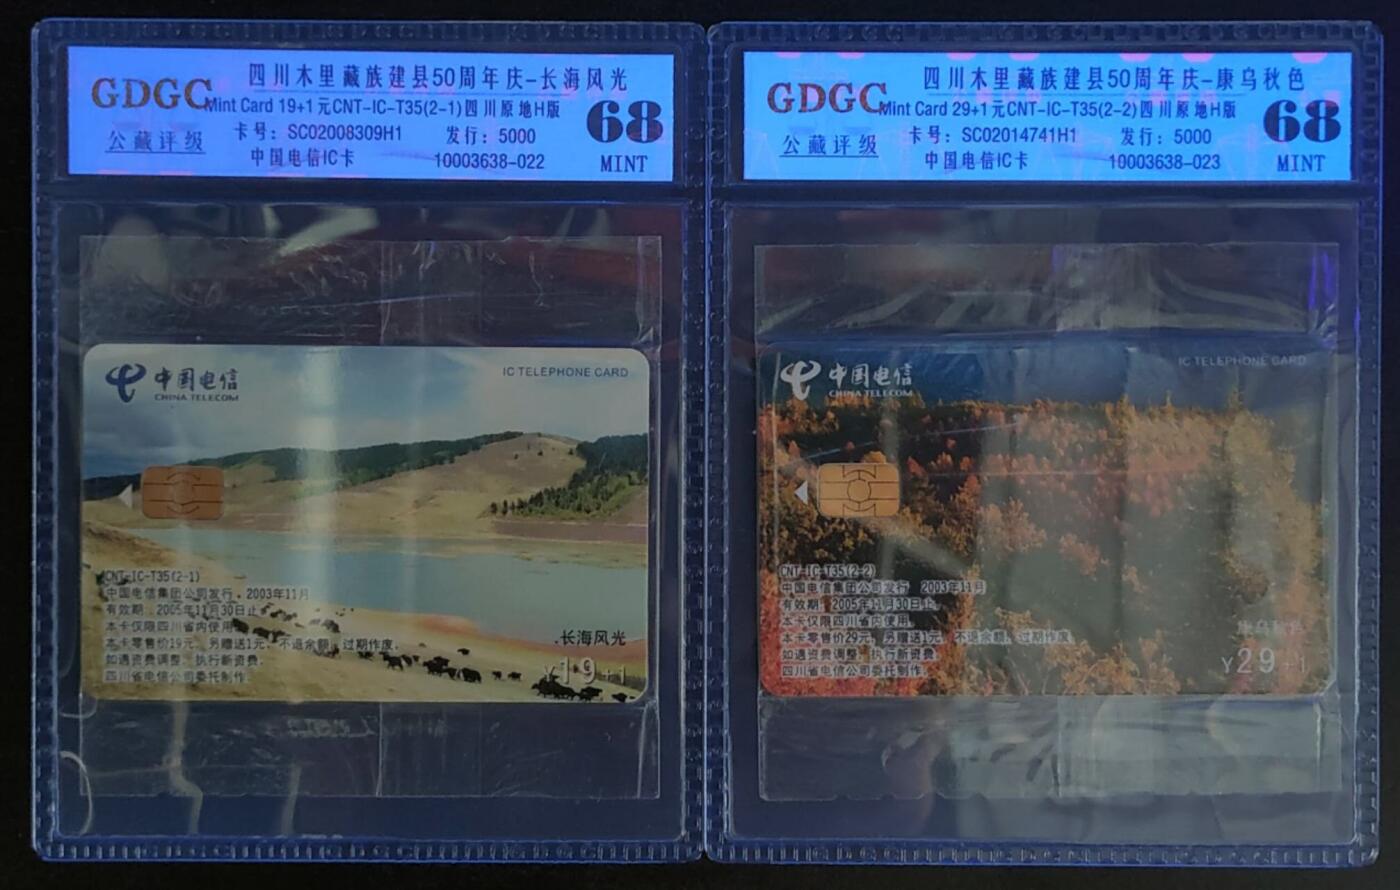 GDGC
公藏评级
四川木里藏族建县50周年庆-长海风光
Mint Card 19+1元CNT-IC-T35(2-1)四川原地H版
卡号：SC02008309H1 发行：5000
中国电信IC卡 10003638-022
68
MINT
中国电信
CHINA TELECOM
IC TELEPHONE CARD
CNT-IC-T35(2-1)
中国电信集团公司发行，2003年11月
有效期：2005年11月30日止
本卡仅限四川省内使用。
本卡零售价19元，另赠送1元，不退余额，过期作废。
如遇资费调整，执行新资费。
四川省电信公司委托制作。
长海风光
¥19+1
GDGC
公藏评级
四川木里藏族建县50周年庆-康乌秋色
Mint Card 29+1元CNT-IC-T35(2-2)四川原地H版
卡号：SC02014741H1 发行：5000
中国电信IC卡 10003638-023
68
MINT
中国电信
CHINA TELECOM
IC TELEPHONE CARD
CNT-IC-T35(2-2)
中国电信集团公司发行，2003年11月
有效期：2005年11月30日止
本卡仅限四川省内使用。
本卡零售价29元，另赠送1元，不退余额，过期作废
如遇资费调整，执行新资费。
四川省电信公司委托制作。
康乌秋色
¥29+1